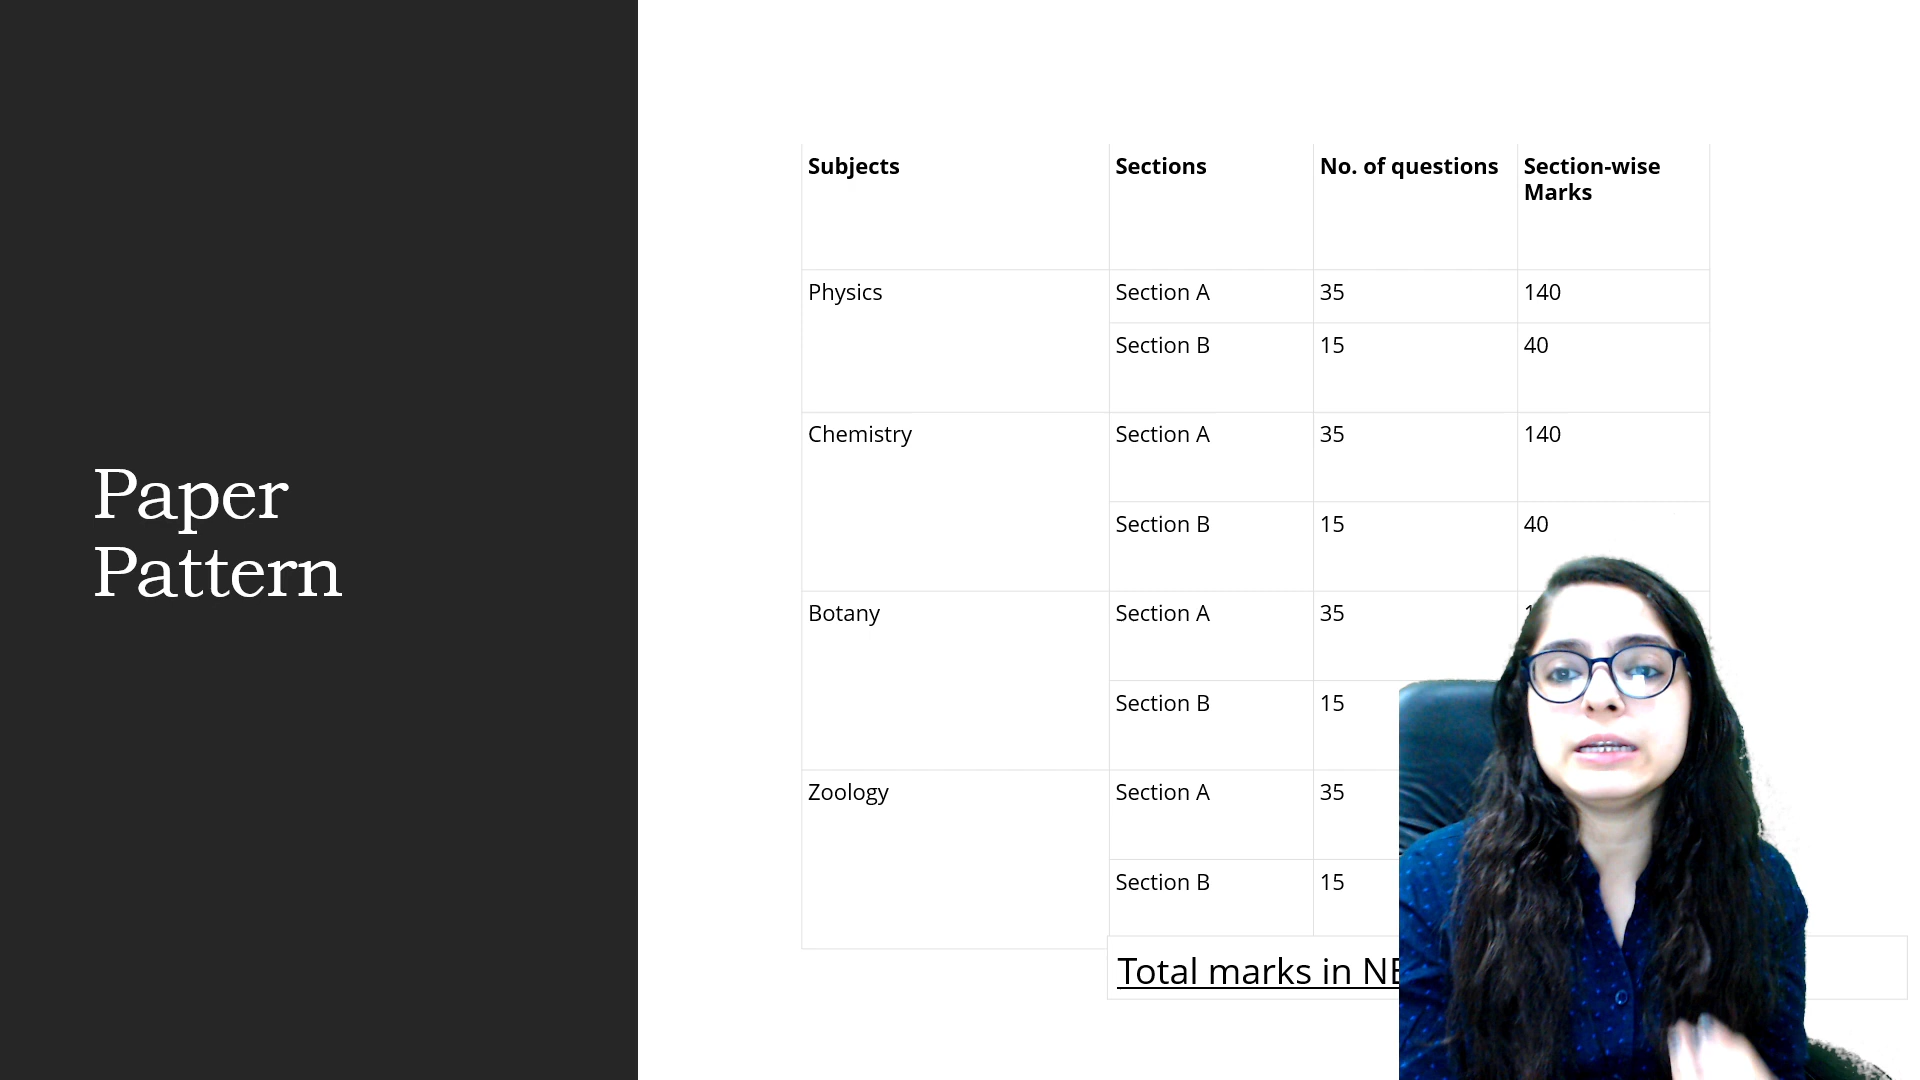 Paper
Pattern
Subjects Sections No. of questions Section-wise
Marks
Physics Section A 35 140
Section B 15 40
Chemistry Section A 35 140
Section B 15 40
Botany Section A 35
Section B 15
Zoology Section A 35
Section B 15
Total marks in